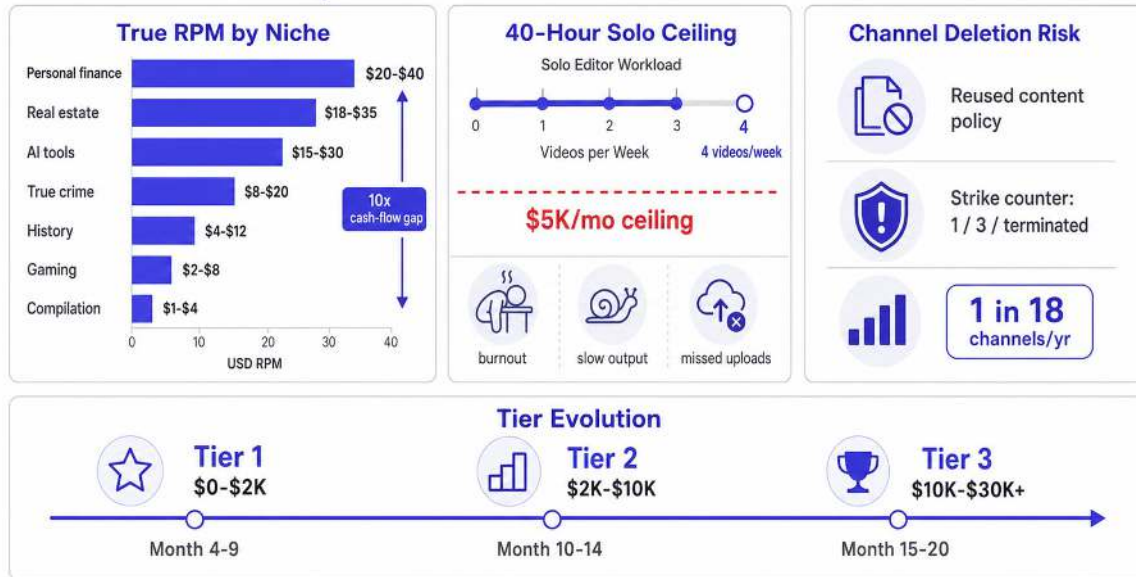 True RPM by Niche
Personal finance
$20-$40
Real estate
$18-$35
AI tools
$15-$30
True crime
$8-$20
History
$4-$12
Gaming
$2-$8
Compilation
$1-$4
10x
cash-flow gap
0 10 20 30 40
USD RPM
40-Hour Solo Ceiling
Solo Editor Workload
0 1 2 3 4
Videos per Week
4 videos/week
$5K/mo ceiling
burnout
slow output
missed uploads
Channel Deletion Risk
Reused content
policy
Strike counter:
1 / 3 / terminated
1 in 18
channels/yr
Tier Evolution
Tier 1
$0-$2K
Month 4-9
Tier 2
$2K-$10K
Month 10-14
Tier 3
$10K-$30K+
Month 15-20